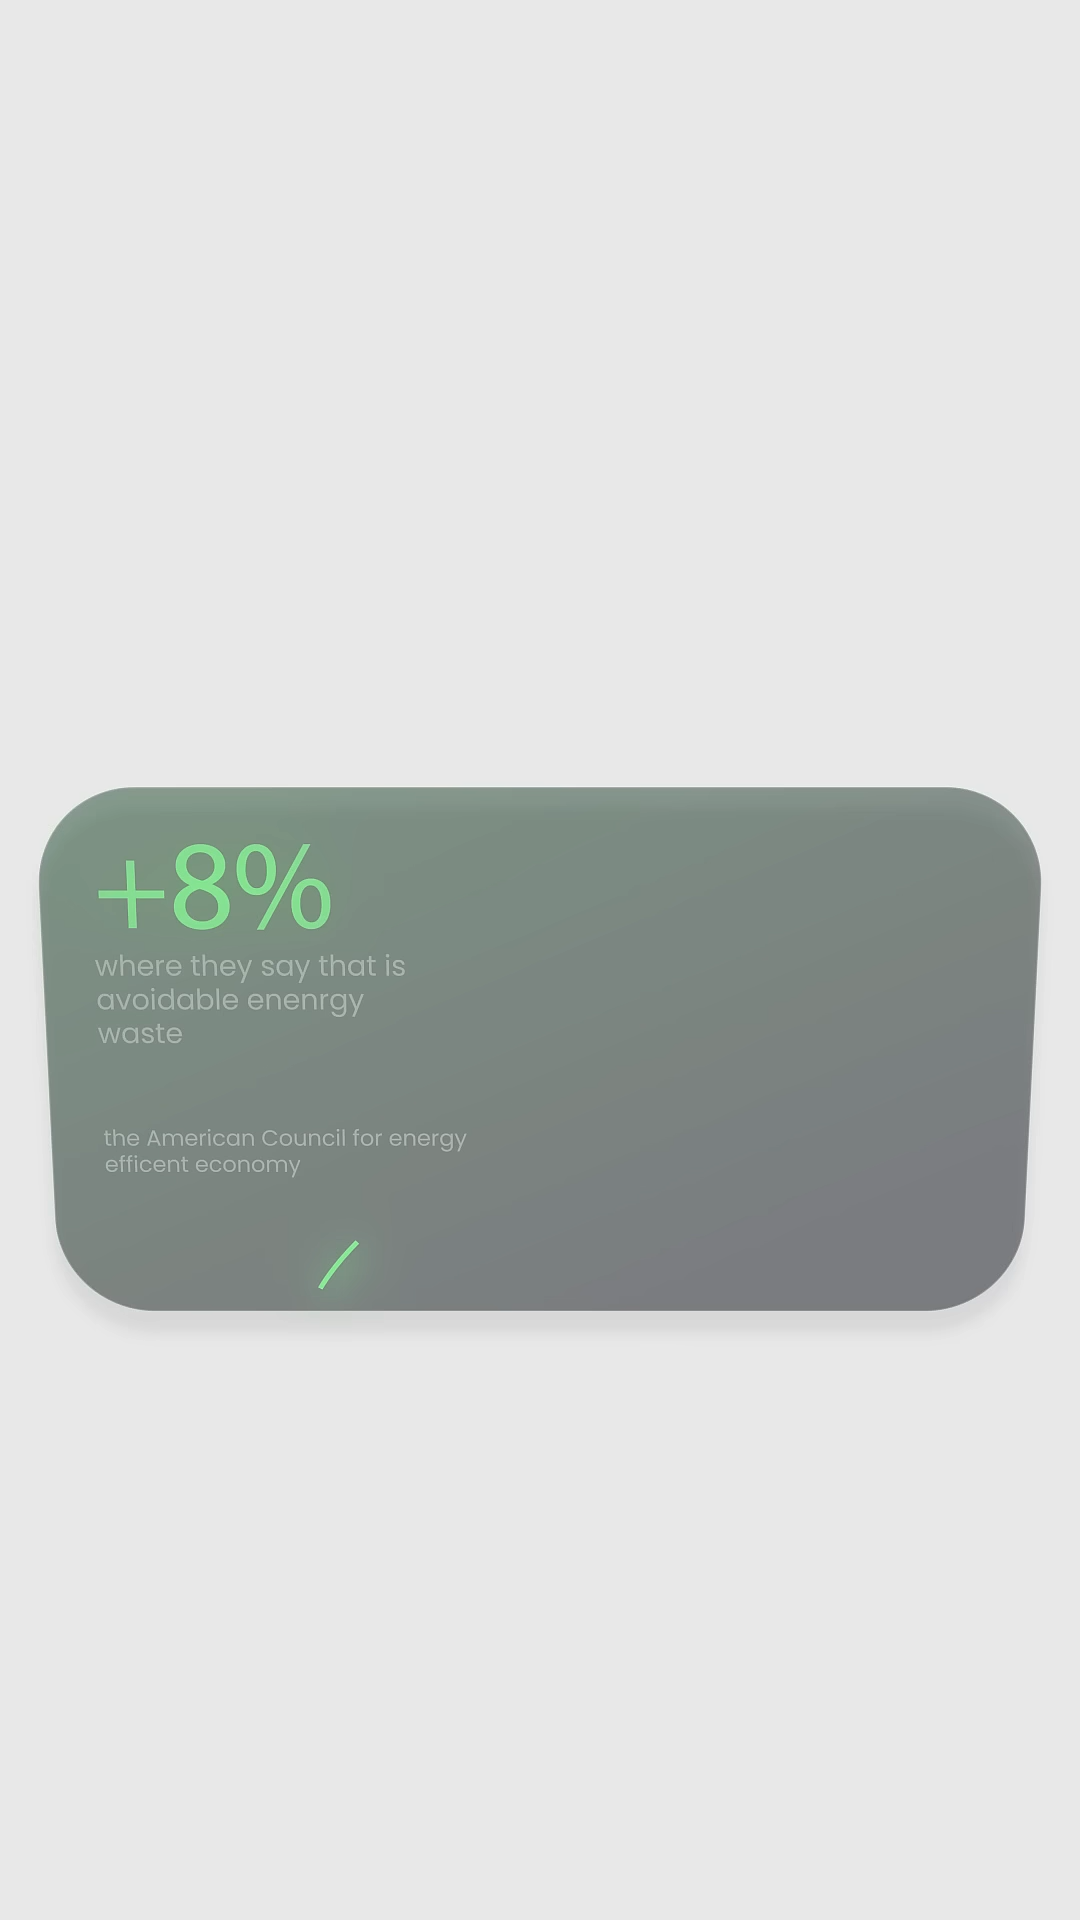 +8%
where they say that is
avoidable enenrgy
waste
the American Council for energy
efficent economy